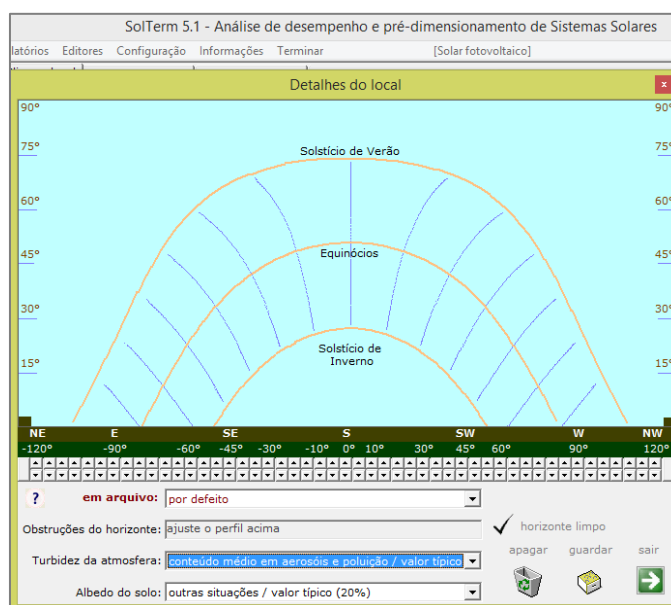 SolTerm 5.1 - Análise de desempenho e pré-dimensionamento de Sistemas Solares
latórios Editores Configuração Informações Terminar [Solar fotovoltaico]
Detalhes do local x
90° 90°
75° Solstício de Verão 75°
60° 60°
45° Equinócios 45°
30° 30°
Solstício de
15° Inverno 15°
NE E SE S SW W NW
-120° -90° -60° -45° -30° -10° 0° 10° 30° 45° 60° 90° 120°
? em arquivo: por defeito
Obstruções do horizonte: ajuste o perfil acima horizonte limpo
apagar guardar sair
Turbidez da atmosfera: conteúdo médio em aerosóis e poluição / valor típico
Albedo do solo: outras situações / valor típico (20%)